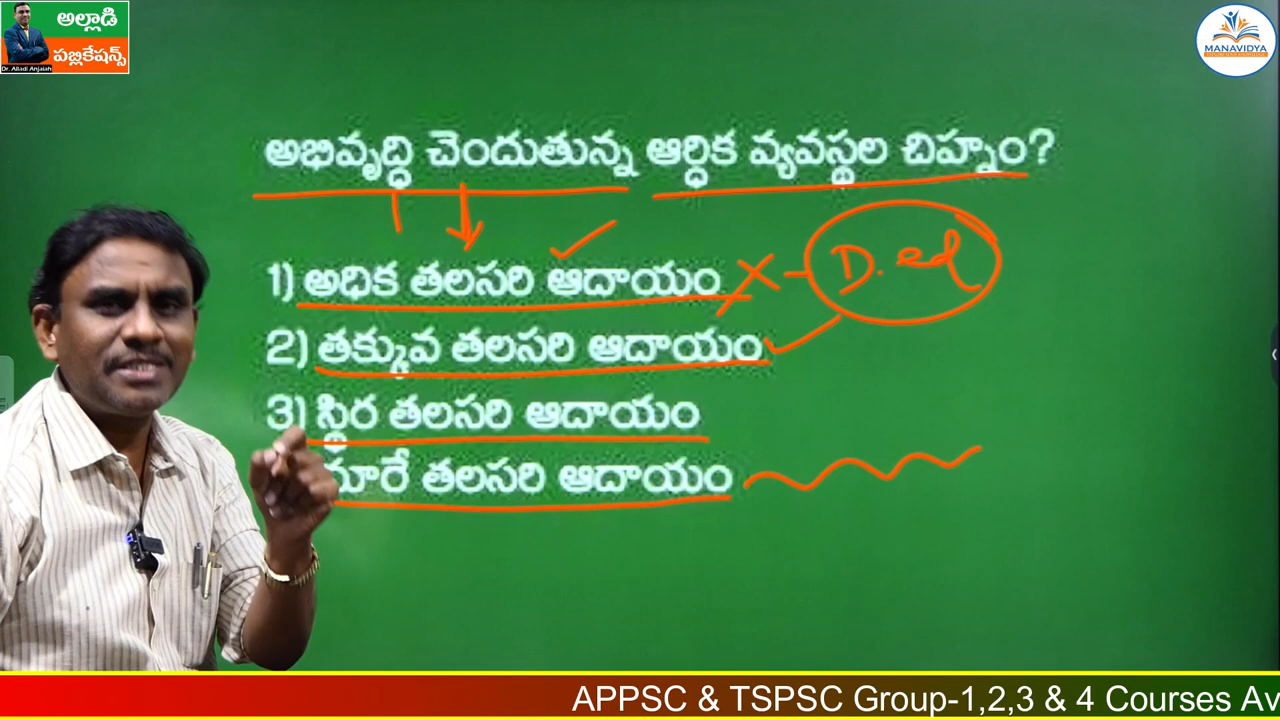 అల్లాడి
పబ్లికేషన్స్
Dr. Alladi Anjaiah
MANAVIDYA
అభివృద్ధి చెందుతున్న ఆర్ధిక వ్యవస్థల చిహ్నం?
1) అధిక తలసరి ఆదాయం
D. ed
2) తక్కువ తలసరి ఆదాయం
3) స్థిర తలసరి ఆదాయం
మారే తలసరి ఆదాయం
APPSC & TSPSC Group-1,2,3 & 4 Courses Av